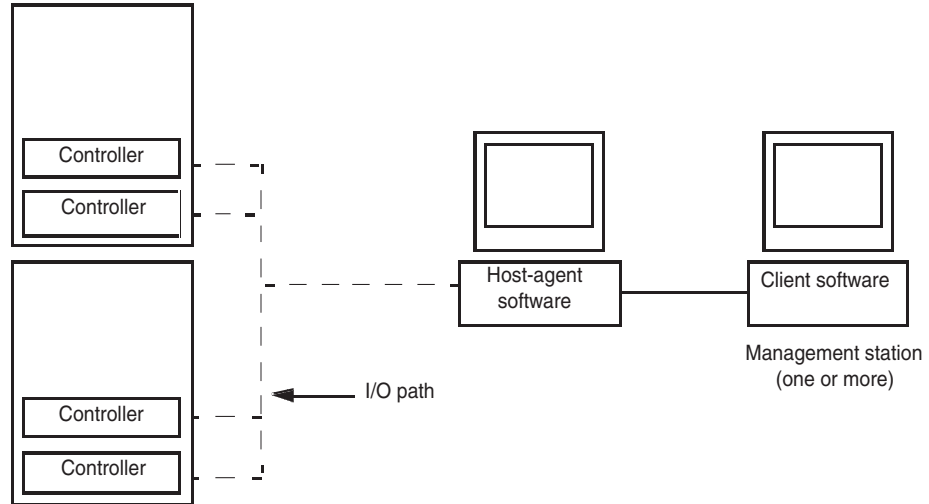 Controller
Controller
Host-agent
software
Client software
Management station
(one or more)
I/O path
Controller
Controller